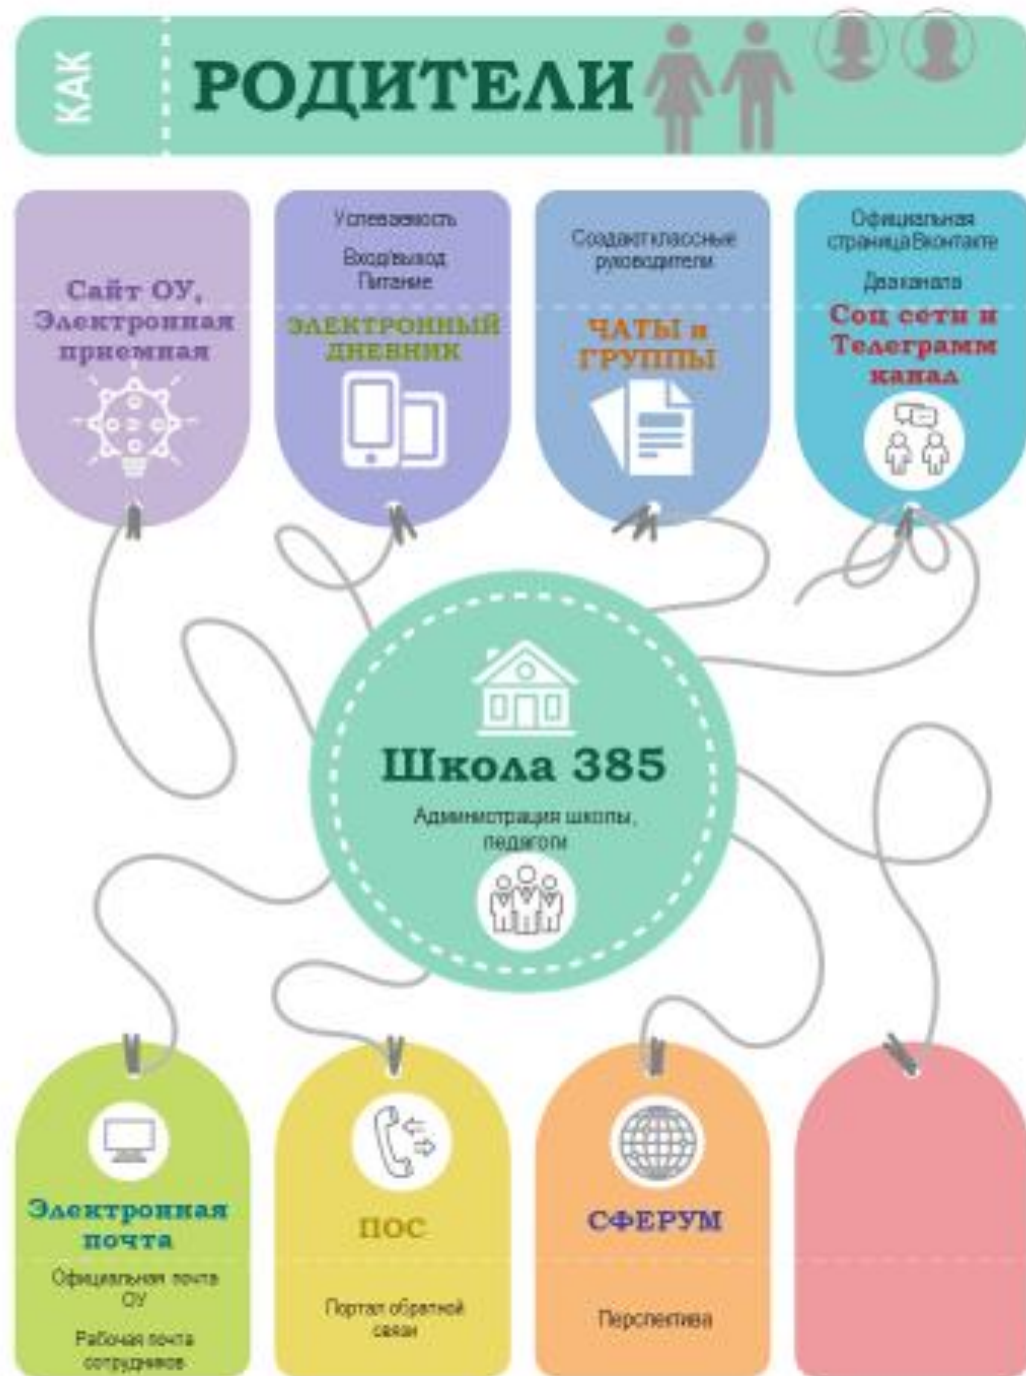 КАК
РОДИТЕЛИ
Сайт ОУ,
Электронная
приемная
Успеваемость
Вход/выход
Питание
ЭЛЕКТРОННЫЙ
ДНЕВНИК
Создают классные
руководители
ЧАТЫ и
ГРУППЫ
Официальная
страница Вконтакте
Два канала
Соц сети и
Телеграмм
канал
Школа 385
Администрация школы,
педагоги
Электронная
почта
Официальная почта
ОУ
Рабочая почта
сотрудников
ПОС
Портал обратной
связи
СФЕРУМ
Перспектива